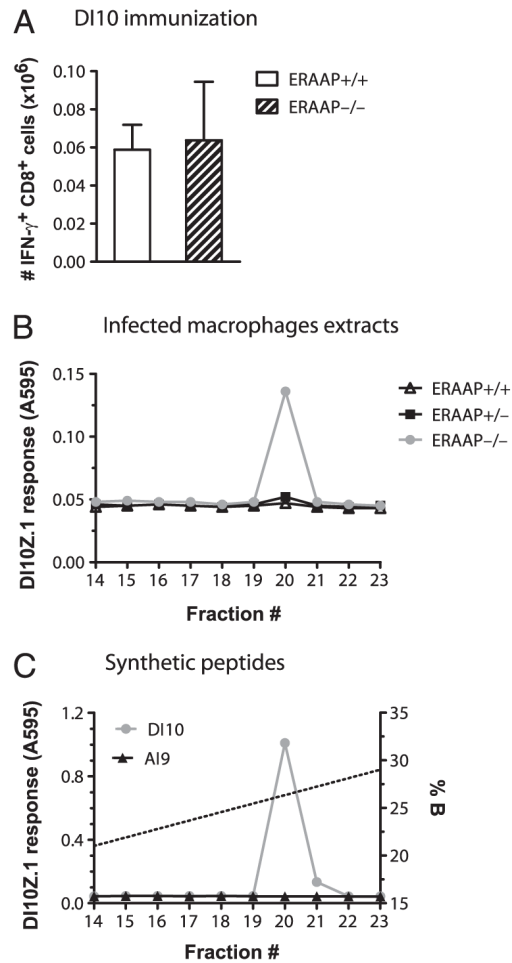 A DI10 immunization
# IFN-γ+ CD8+ cells (x10⁶)
0.10
0.08
0.06
0.04
0.02
0.00
ERAAP+/+
ERAAP–/–
B Infected macrophages extracts
DI10Z.1 response (A595)
0.15
0.10
0.05
0.00
14 15 16 17 18 19 20 21 22 23
Fraction #
ERAAP+/+
ERAAP+/–
ERAAP–/–
C Synthetic peptides
DI10Z.1 response (A595)
1.2
0.8
0.4
0.0
DI10
AI9
35
30
25
20
15
% B
14 15 16 17 18 19 20 21 22 23
Fraction #